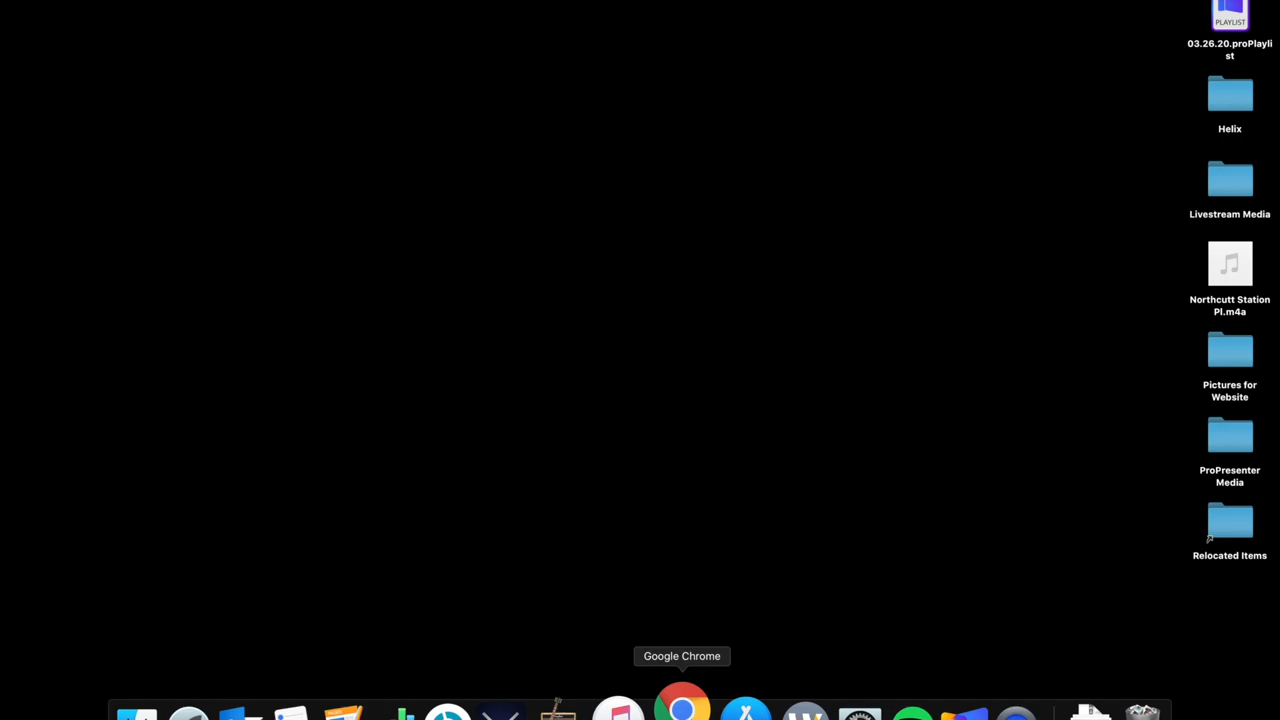 PLAYLIST
03.26.20.proPlayli
st
Helix
Livestream Media
Northcutt Station
PI.m4a
Pictures for
Website
ProPresenter
Media
Relocated Items
Google Chrome